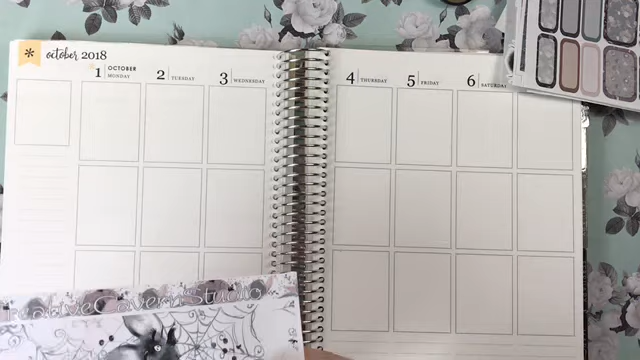 * october 2018
1 OCTOBER MONDAY
2 TUESDAY
3 WEDNESDAY
4 THURSDAY
5 FRIDAY
6 SATURDAY